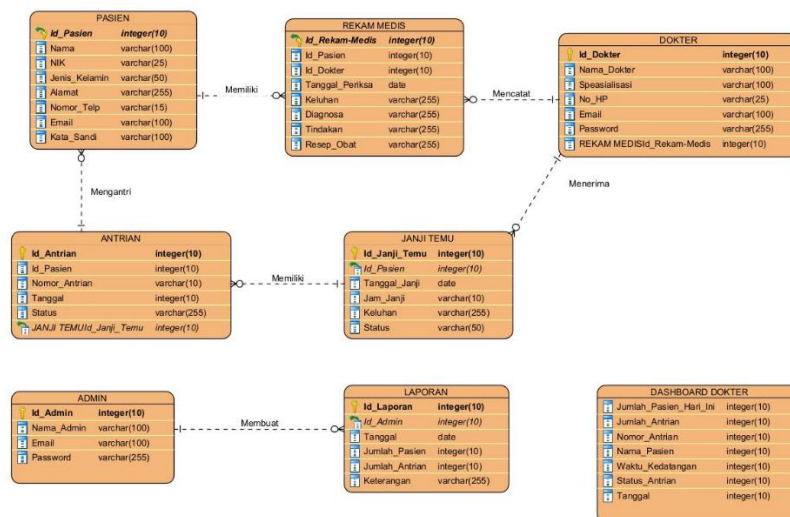 PASIEN
Id_Pasien integer(10)
Nama varchar(100)
NIK varchar(25)
Jenis_Kelamin varchar(50)
Alamat varchar(255)
Nomor_Telp varchar(15)
Email varchar(100)
Kata_Sandi varchar(100)
Memiliki
REKAM MEDIS
Id_Rekam-Medis integer(10)
Id_Pasien integer(10)
Id_Dokter integer(10)
Tanggal_Periksa date
Keluhan varchar(255)
Diagnosa varchar(255)
Tindakan varchar(255)
Resep_Obat varchar(255)
Mencatat
DOKTER
Id_Dokter integer(10)
Nama_Dokter varchar(100)
Speasialisasi varchar(100)
No_HP varchar(25)
Email varchar(100)
Password varchar(255)
REKAM MEDISId_Rekam-Medis integer(10)
Mengantri
Menerima
ANTRIAN
Id_Antrian integer(10)
Id_Pasien integer(10)
Nomor_Antrian varchar(10)
Tanggal integer(10)
Status varchar(255)
JANJI TEMUId_Janji_Temu integer(10)
Memiliki
JANJI TEMU
Id_Janji_Temu integer(10)
Id_Pasien integer(10)
Tanggal_Janji date
Jam_Janji varchar(10)
Keluhan varchar(255)
Status varchar(50)
ADMIN
Id_Admin integer(10)
Nama_Admin varchar(100)
Email varchar(100)
Password varchar(255)
Membuat
LAPORAN
Id_Laporan integer(10)
Id_Admin integer(10)
Tanggal date
Jumlah_Pasien integer(10)
Jumlah_Antrian integer(10)
Keterangan varchar(255)
DASHBOARD DOKTER
Jumlah_Pasien_Hari_Ini integer(10)
Jumlah_Antrian integer(10)
Nomor_Antrian integer(10)
Nama_Pasien integer(10)
Waktu_Kedatangan integer(10)
Status_Antrian integer(10)
Tanggal integer(10)